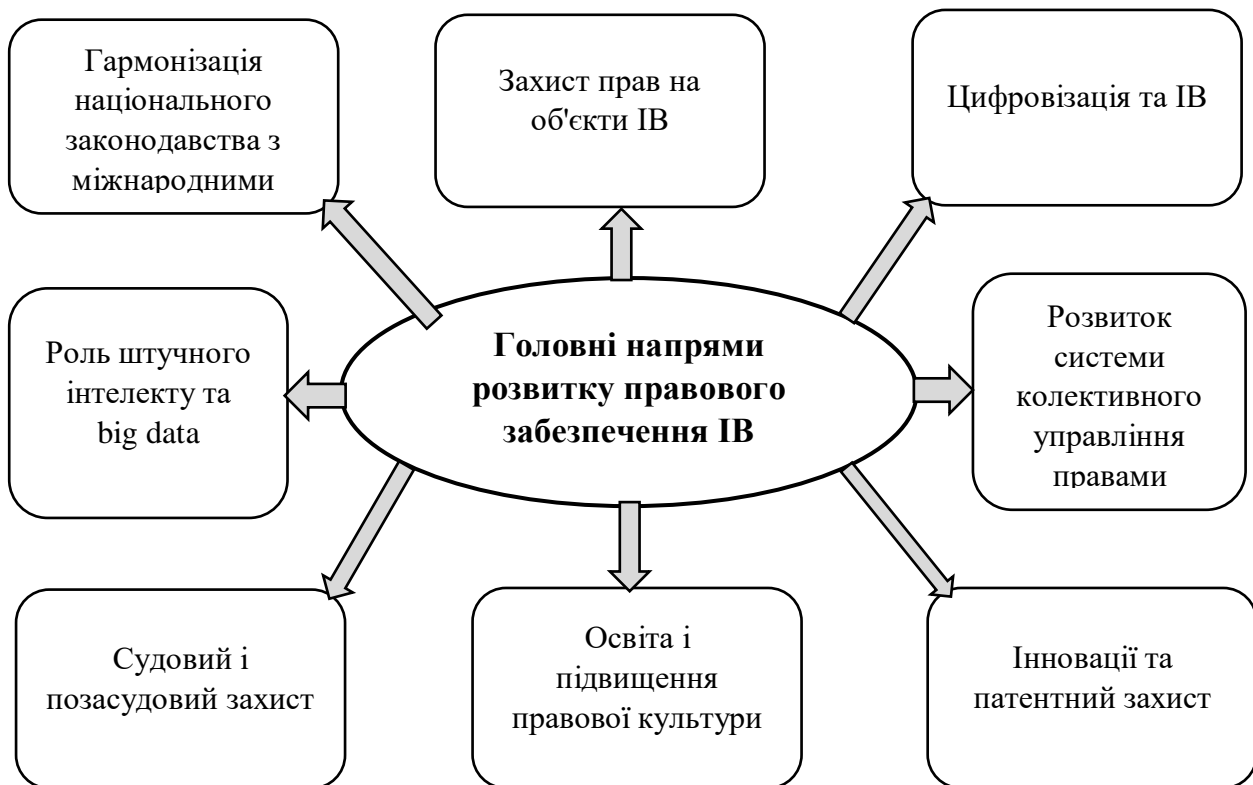 Гармонізація
національного
законодавства з
міжнародними
Захист прав на
об'єкти ІВ
Цифровізація та ІВ
Роль штучного
інтелекту та
big data
Головні напрями
розвитку правового
забезпечення ІВ
Розвиток
системи
колективного
управління
правами
Судовий і
позасудовий захист
Освіта і
підвищення
правової культури
Інновації та
патентний захист